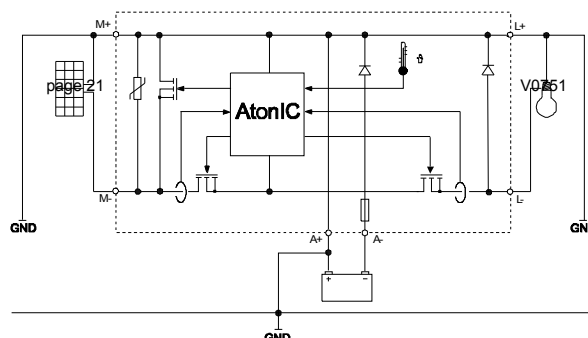 M+
L+
page 21
ϑ
V0751
AtonIC
M-
L-
GND
GND
A+
A-
+
-
GND